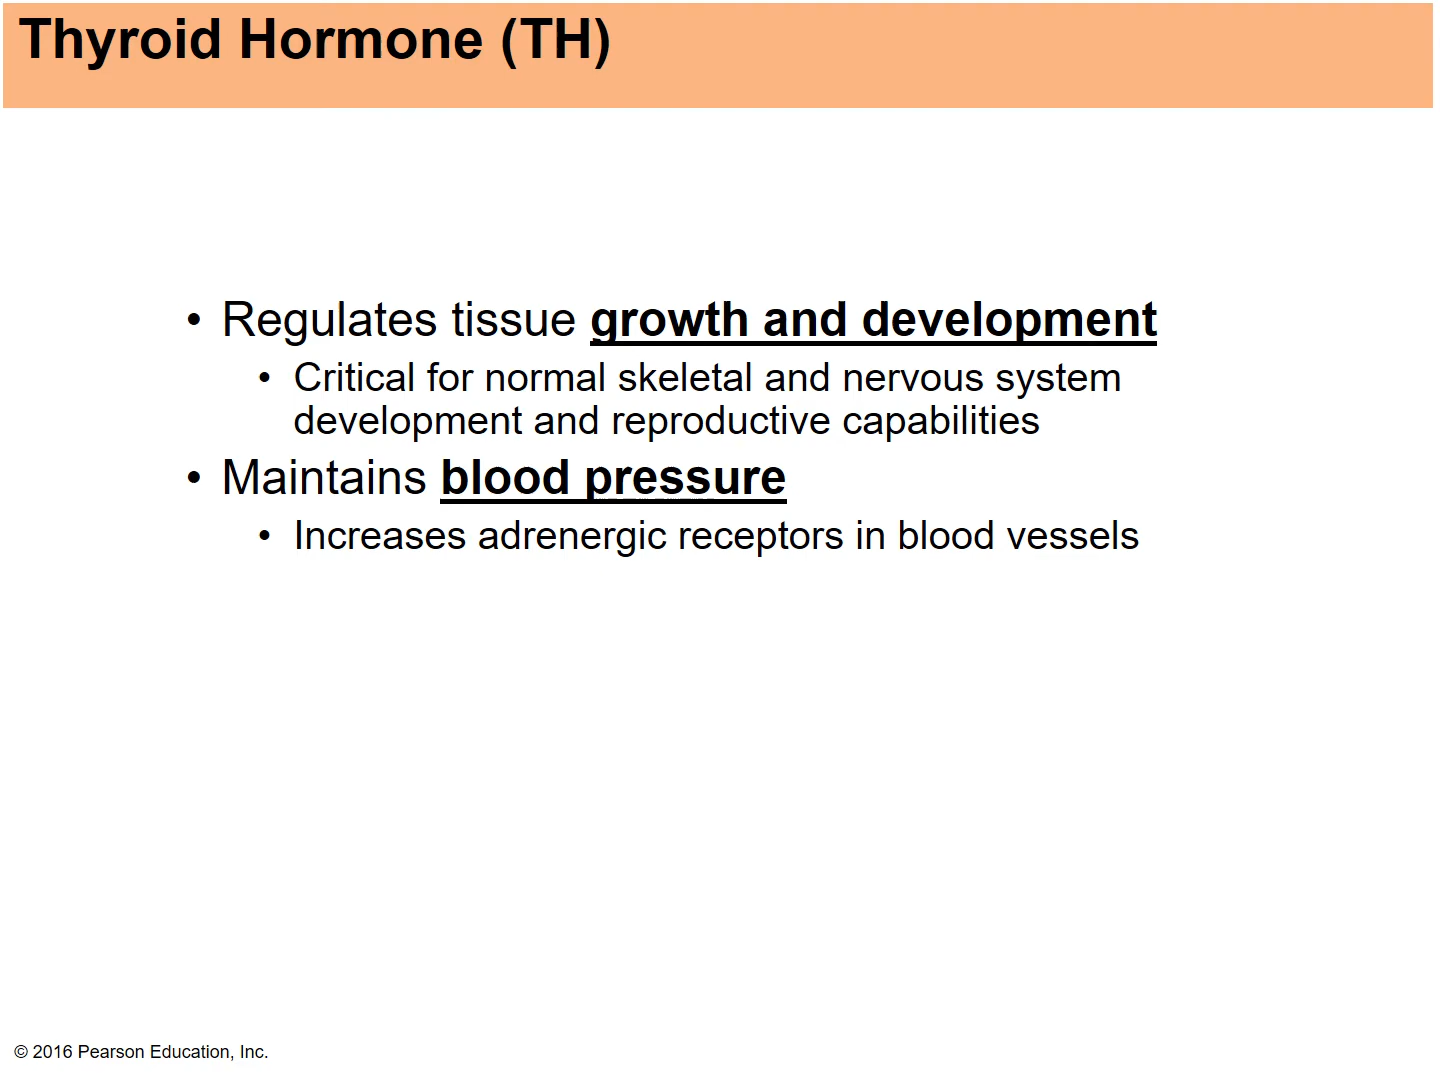 Thyroid Hormone (TH)
• Regulates tissue growth and development
• Critical for normal skeletal and nervous system
development and reproductive capabilities
• Maintains blood pressure
• Increases adrenergic receptors in blood vessels
© 2016 Pearson Education, Inc.